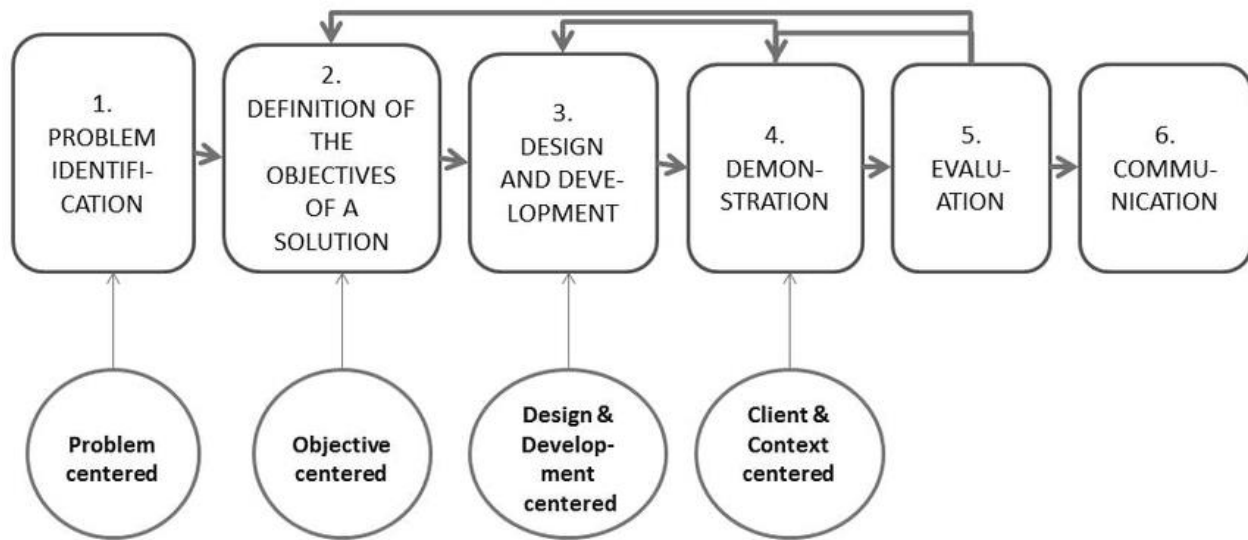 1.
PROBLEM
IDENTIFI-
CATION
2.
DEFINITION OF
THE
OBJECTIVES
OF A
SOLUTION
3.
DESIGN
AND DEVE-
LOPMENT
4.
DEMON-
STRATION
5.
EVALU-
ATION
6.
COMMU-
NICATION
Problem
centered
Objective
centered
Design &
Develop-
ment
centered
Client &
Context
centered